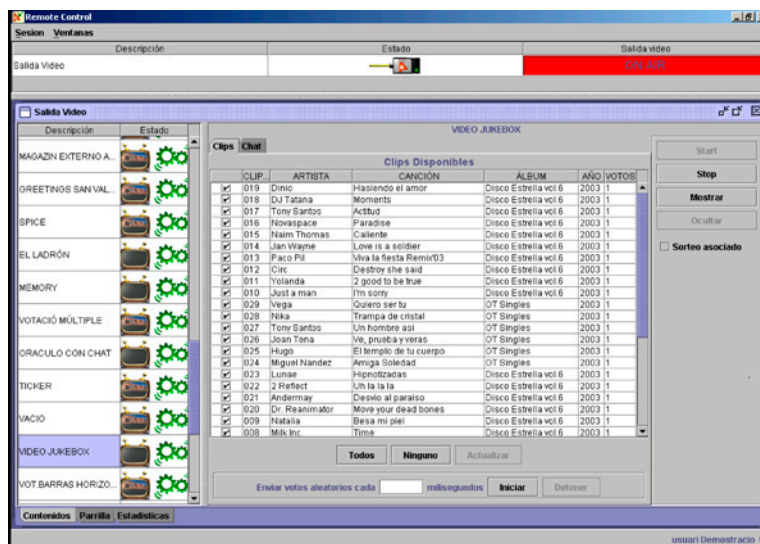 Remote Control
Sesion Ventanas
Descripción Estado Salida video
Salida Video ON AIR
Salida Video
Descripción Estado
MAGAZIN EXTERNO A...
GREETINGS SAN VAL...
SPICE
EL LADRÓN
MEMORY
VOTACIÓ MÚLTIPLE
ORACULO CON CHAT
TICKER
VACIO
VIDEO JUKEBOX
VOT.BARRAS HORIZO...
VIDEO JUKEBOX
Clips Chat
Clips Disponibles
CLIP... ARTISTA CANCIÓN ÁLBUM AÑO VOTOS
019 Dinio Hasiendo el amor Disco Estrella vol.6 2003 1
018 DJ Tatana Moments Disco Estrella vol.6 2003 1
017 Tony Santos Actitud Disco Estrella vol.6 2003 1
016 Novaspace Paradise Disco Estrella vol.6 2003 1
015 Naim Thomas Caliente Disco Estrella vol.6 2003 1
014 Jan Wayne Love is a soldier Disco Estrella vol.6 2003 1
013 Paco Pil Viva la fiesta Remix'03 Disco Estrella vol.6 2003 1
012 Circ Destroy she said Disco Estrella vol.6 2003 1
011 Yolanda 2 good to be true Disco Estrella vol.6 2003 1
010 Just a man I'm sorry Disco Estrella vol.6 2003 1
029 Vega Quiero ser tu OT Singles 2003 1
028 Nika Trampa de cristal OT Singles 2003 1
027 Tony Santos Un hombre asi OT Singles 2003 1
026 Joan Tena Ve, prueba y veras OT Singles 2003 1
025 Hugo El templo de tu cuerpo OT Singles 2003 1
024 Miguel Nandez Amiga Soledad OT Singles 2003 1
023 Lunae Hipnotizadas Disco Estrella vol.6 2003 1
022 2 Reflect Uh la la la Disco Estrella vol.6 2003 1
021 Andermay Desvio al paraiso Disco Estrella vol.6 2003 1
020 Dr. Reanimator Move your dead bones Disco Estrella vol.6 2003 1
009 Natalia Besa mi piel Disco Estrella vol.6 2003 1
008 Milk Inc. Time Disco Estrella vol.6 2003 1
Todos Ninguno Actualizar
Enviar votos aleatorios cada milisegundos Iniciar Detener
Start
Stop
Mostrar
Ocultar
Sorteo asociado
Contenidos Parrilla Estadisticas
usuari Demostracio